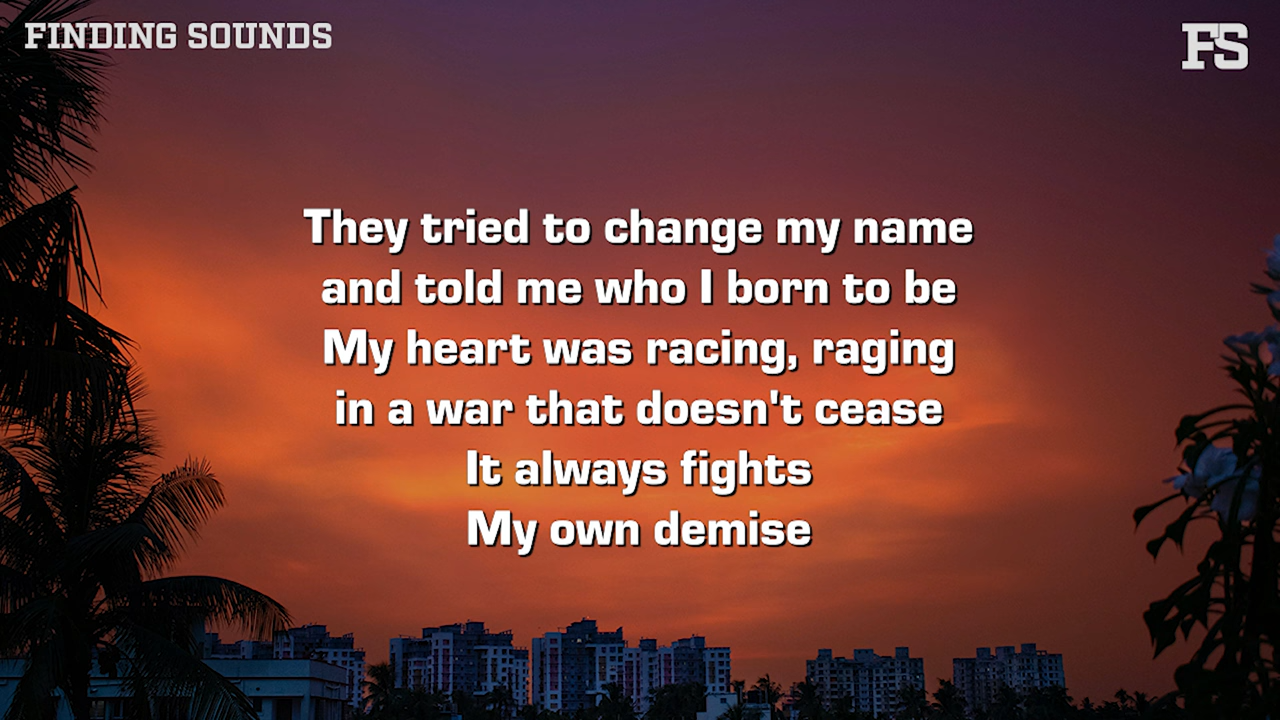 FINDING SOUNDS
FS
They tried to change my name
and told me who I born to be
My heart was racing, raging
in a war that doesn't cease
It always fights
My own demise